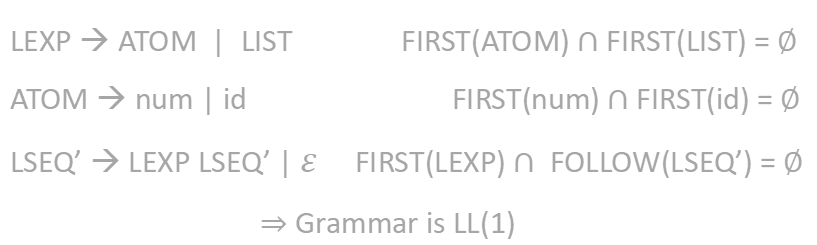 LEXP → ATOM | LIST FIRST(ATOM) ∩ FIRST(LIST) = ∅
ATOM → num | id FIRST(num) ∩ FIRST(id) = ∅
LSEQ’ → LEXP LSEQ’ | ℰ FIRST(LEXP) ∩ FOLLOW(LSEQ’) = ∅
⇒ Grammar is LL(1)